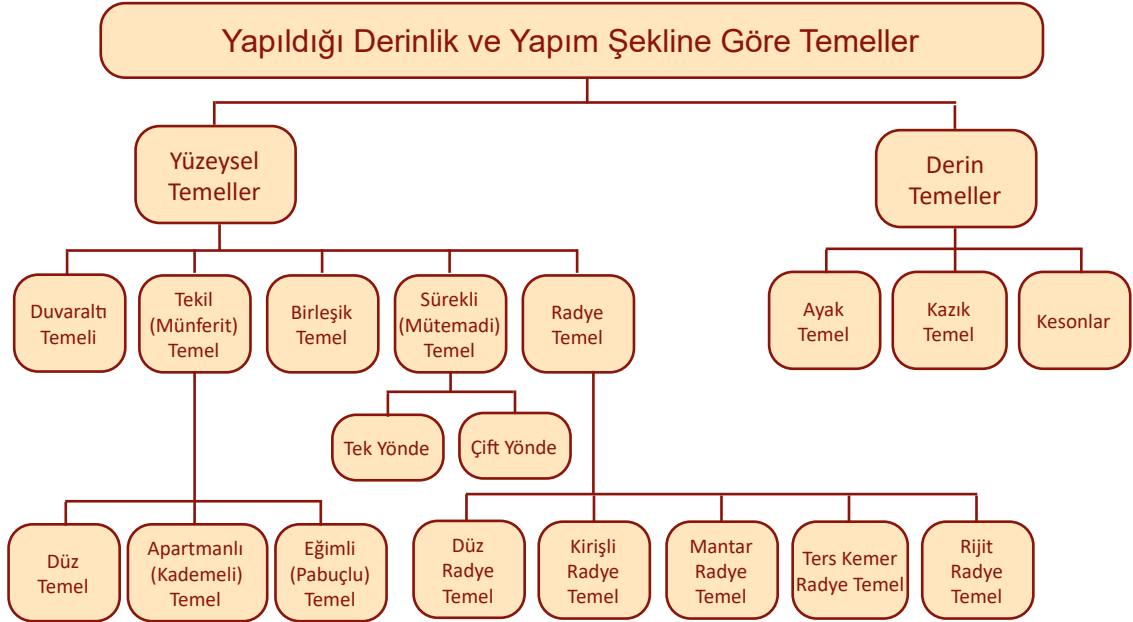 Yapıldığı Derinlik ve Yapım Şekline Göre Temeller
Yüzeysel
Temeller
Derin
Temeller
Duvaraltı
Temeli
Tekil
(Münferit)
Temel
Birleşik
Temel
Sürekli
(Mütemadi)
Temel
Radye
Temel
Ayak
Temel
Kazık
Temel
Kesonlar
Tek Yönde
Çift Yönde
Düz
Temel
Apartmanlı
(Kademeli)
Temel
Eğimli
(Pabuçlu)
Temel
Düz
Radye
Temel
Kirişli
Radye
Temel
Mantar
Radye
Temel
Ters Kemer
Radye Temel
Rijit
Radye
Temel